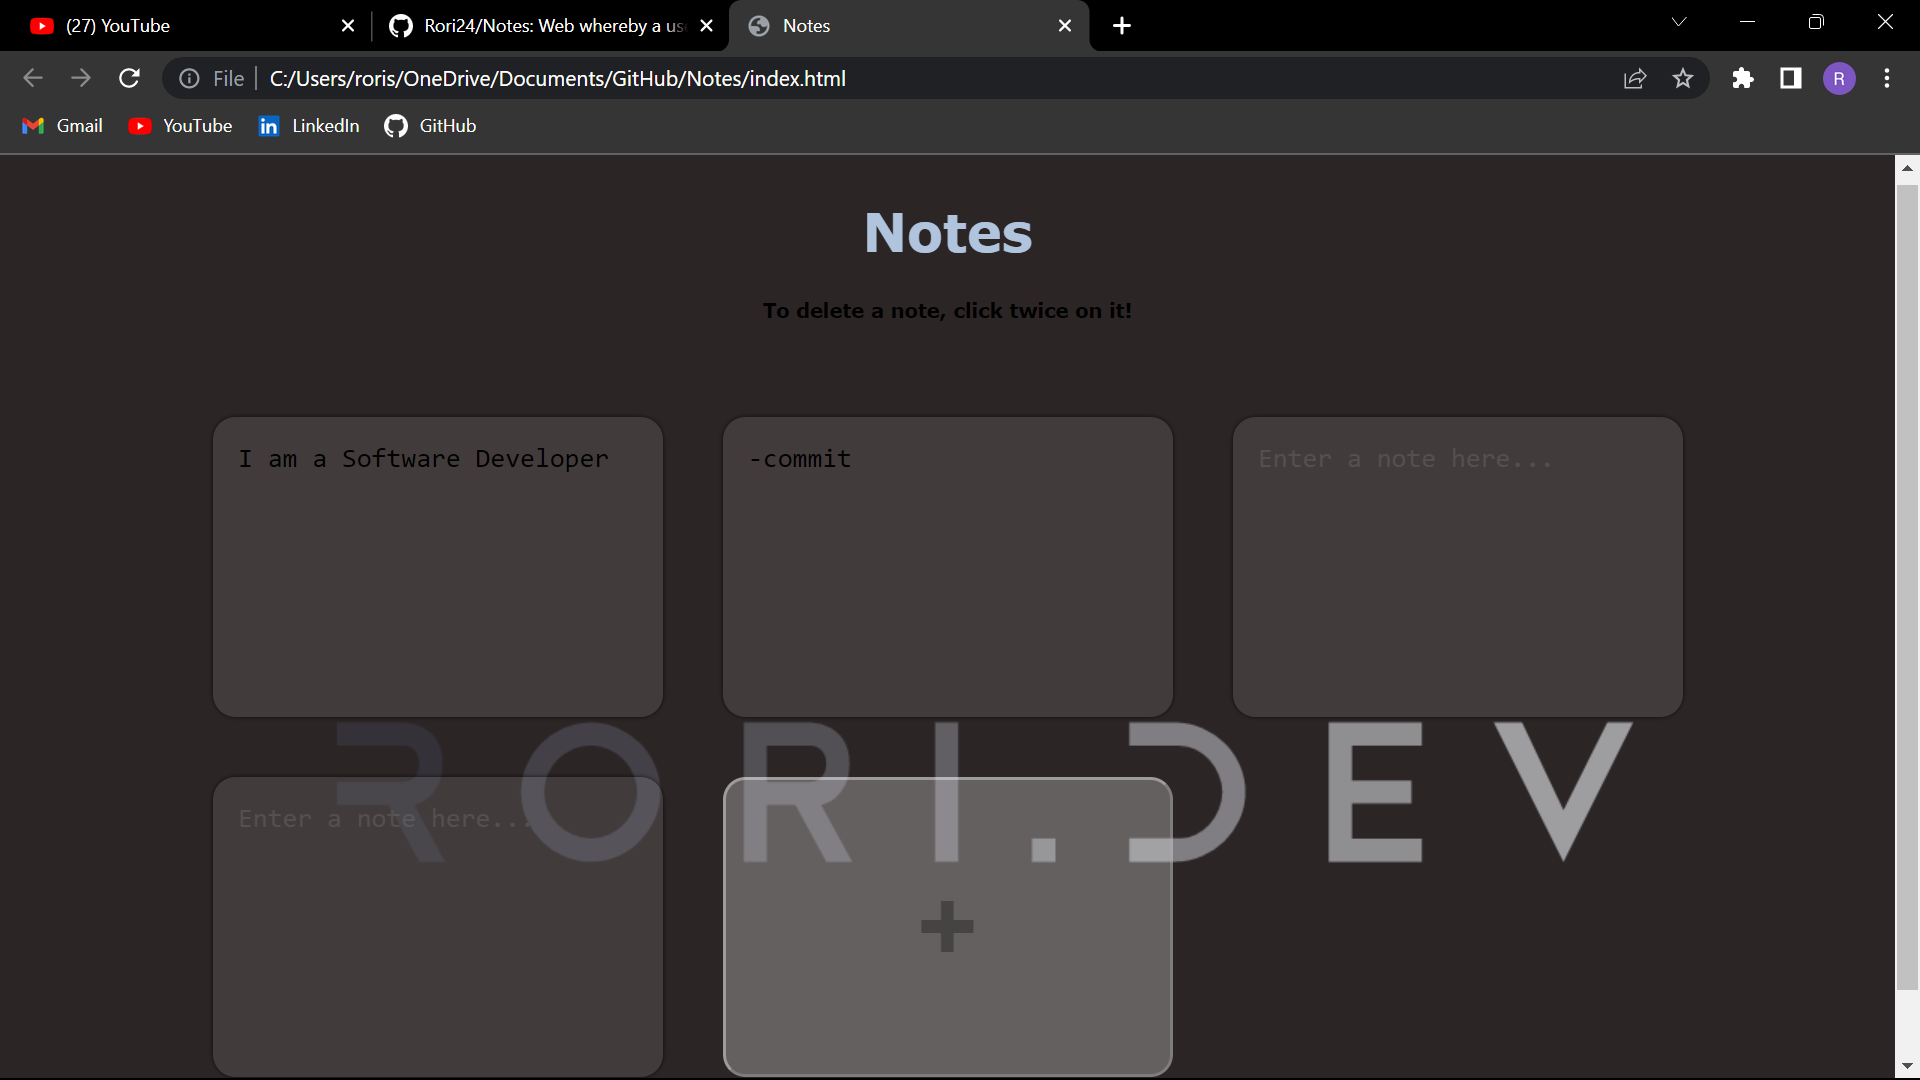 (27) YouTube
Rori24/Notes: Web whereby a us
Notes
File
C:/Users/roris/OneDrive/Documents/GitHub/Notes/index.html
R
Gmail
YouTube
LinkedIn
GitHub
Notes
To delete a note, click twice on it!
I am a Software Developer
-commit
Enter a note here...
RORI.DEV
Enter a note here...
+